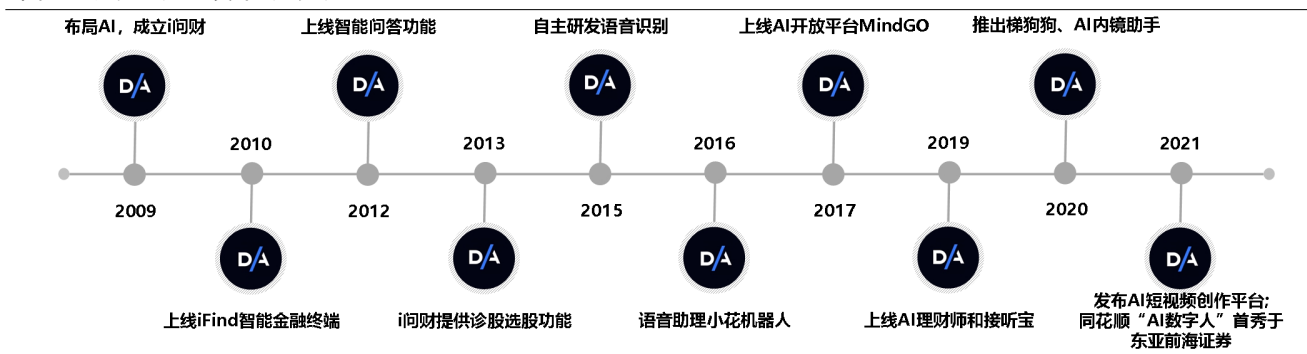 布局AI，成立i问财
上线智能问答功能
自主研发语音识别
上线AI开放平台MindGO
推出梯狗狗、AI内镜助手
D/A
D/A
D/A
D/A
D/A
2010
2013
2016
2019
2021
2009
2012
2015
2017
2020
D/A
D/A
D/A
D/A
D/A
上线iFind智能金融终端
i问财提供诊股选股功能
语音助理小花机器人
上线AI理财师和接听宝
发布AI短视频创作平台;
同花顺“AI数字人”首秀于
东亚前海证券